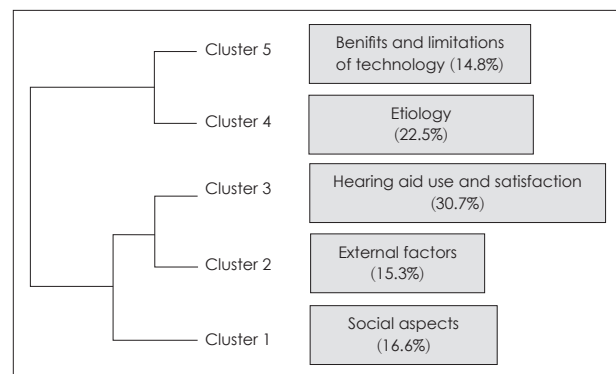 Cluster 5
Benifits and limitations
of technology (14.8%)
Cluster 4
Etiology
(22.5%)
Cluster 3
Hearing aid use and satisfaction
(30.7%)
Cluster 2
External factors
(15.3%)
Cluster 1
Social aspects
(16.6%)